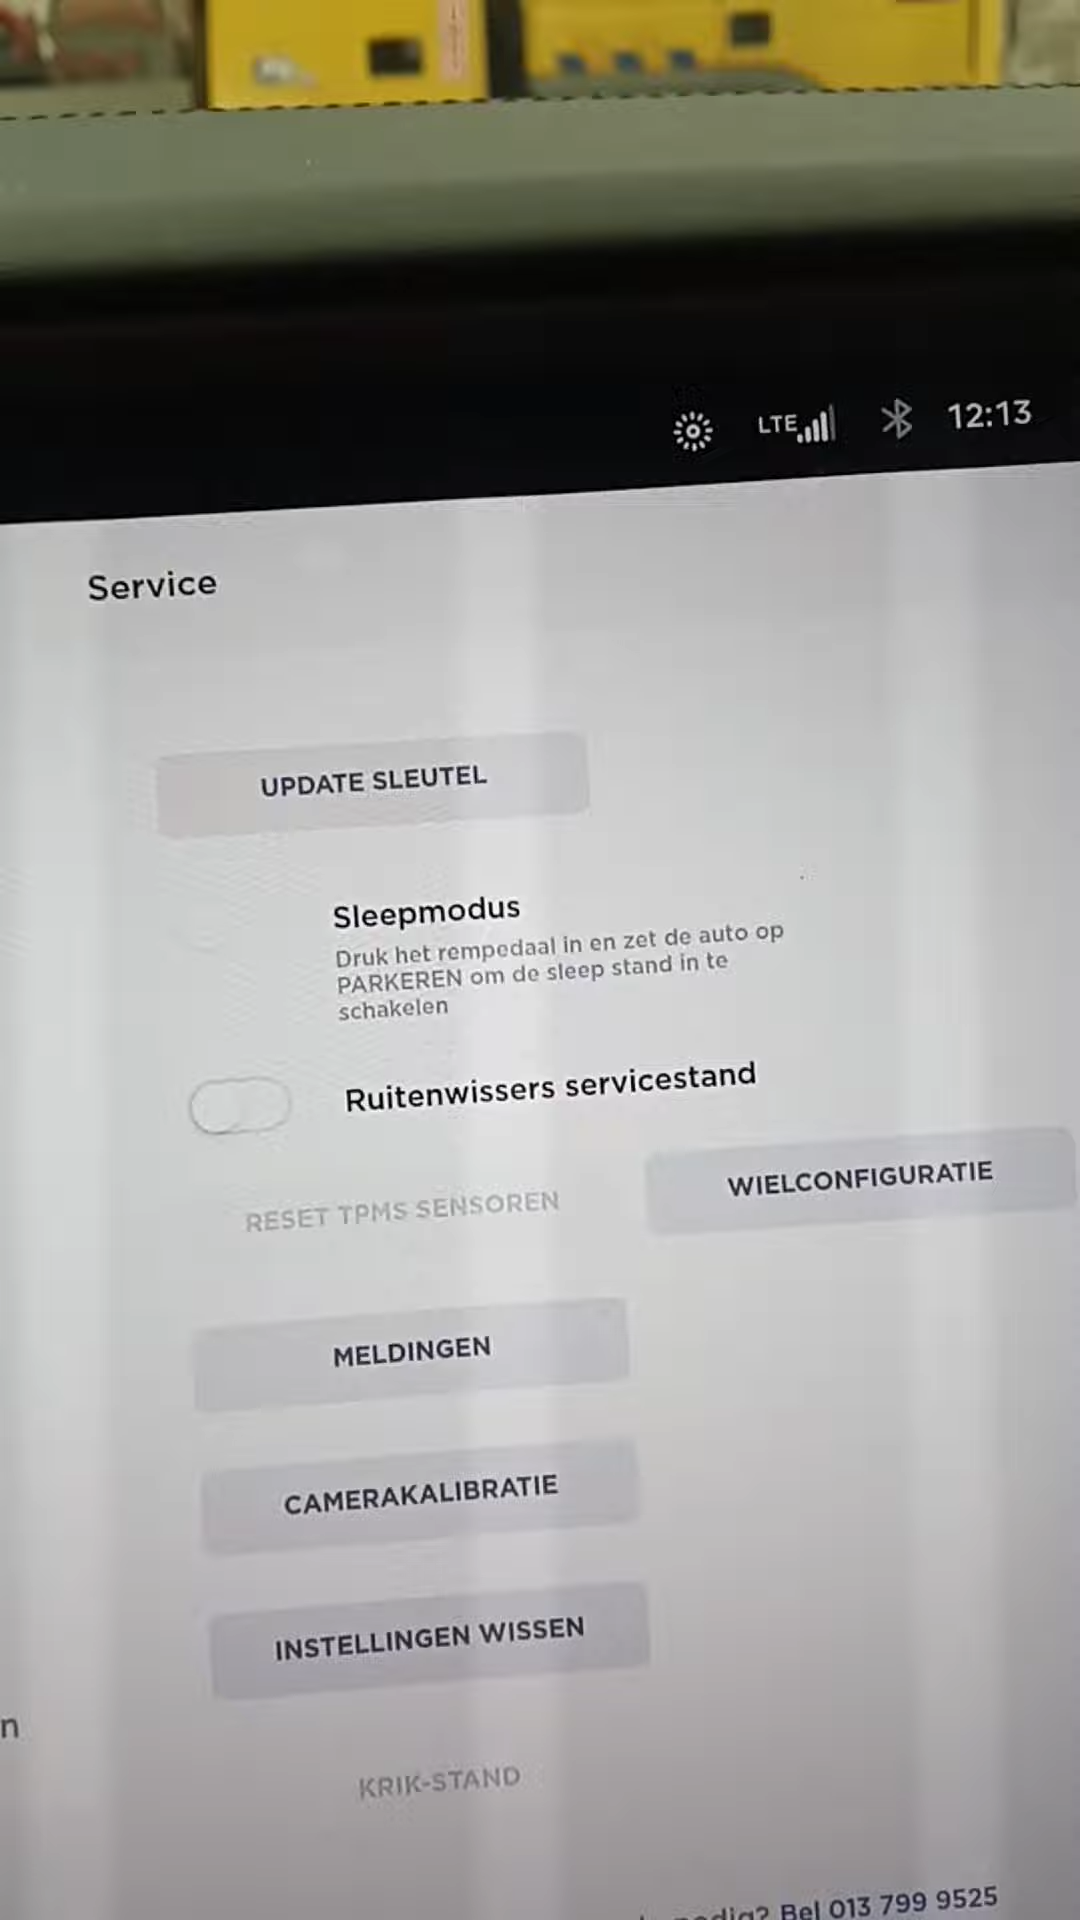 LTE 12:13
Service
UPDATE SLEUTEL
Sleepmodus
Druk het rempedaal in en zet de auto op
PARKEREN om de sleep stand in te
schakelen
Ruitenwissers servicestand
RESET TPMS SENSOREN
WIELCONFIGURATIE
MELDINGEN
CAMERAKALIBRATIE
INSTELLINGEN WISSEN
n
KRIK-STAND
nodig? Bel 013 799 9525